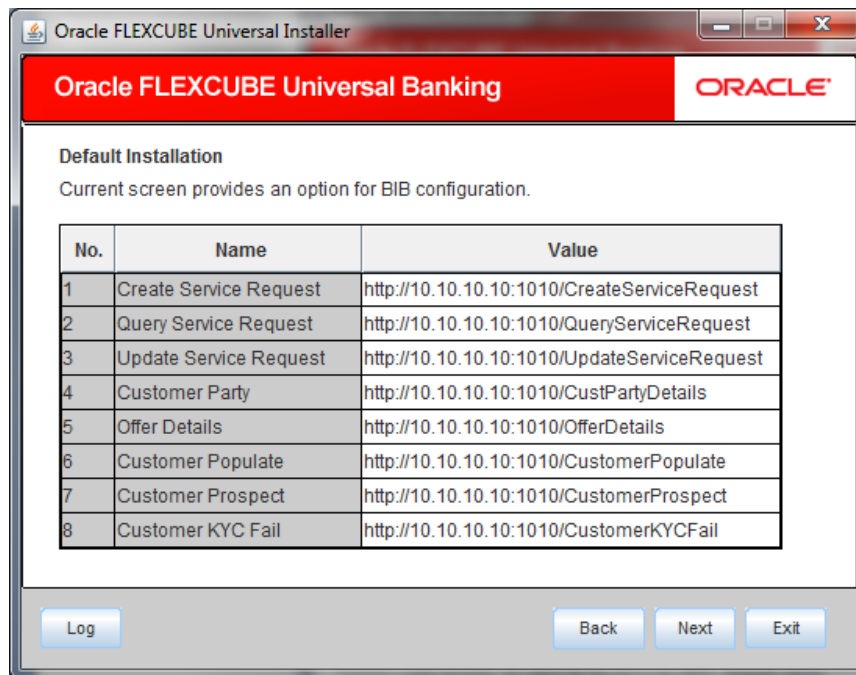 Oracle FLEXCUBE Universal Installer
Oracle FLEXCUBE Universal Banking
ORACLE
Default Installation
Current screen provides an option for BIB configuration.
No. Name Value
1 Create Service Request http://10.10.10.10:1010/CreateServiceRequest
2 Query Service Request http://10.10.10.10:1010/QueryServiceRequest
3 Update Service Request http://10.10.10.10:1010/UpdateServiceRequest
4 Customer Party http://10.10.10.10:1010/CustPartyDetails
5 Offer Details http://10.10.10.10:1010/OfferDetails
6 Customer Populate http://10.10.10.10:1010/CustomerPopulate
7 Customer Prospect http://10.10.10.10:1010/CustomerProspect
8 Customer KYC Fail http://10.10.10.10:1010/CustomerKYCFail
Log Back Next Exit